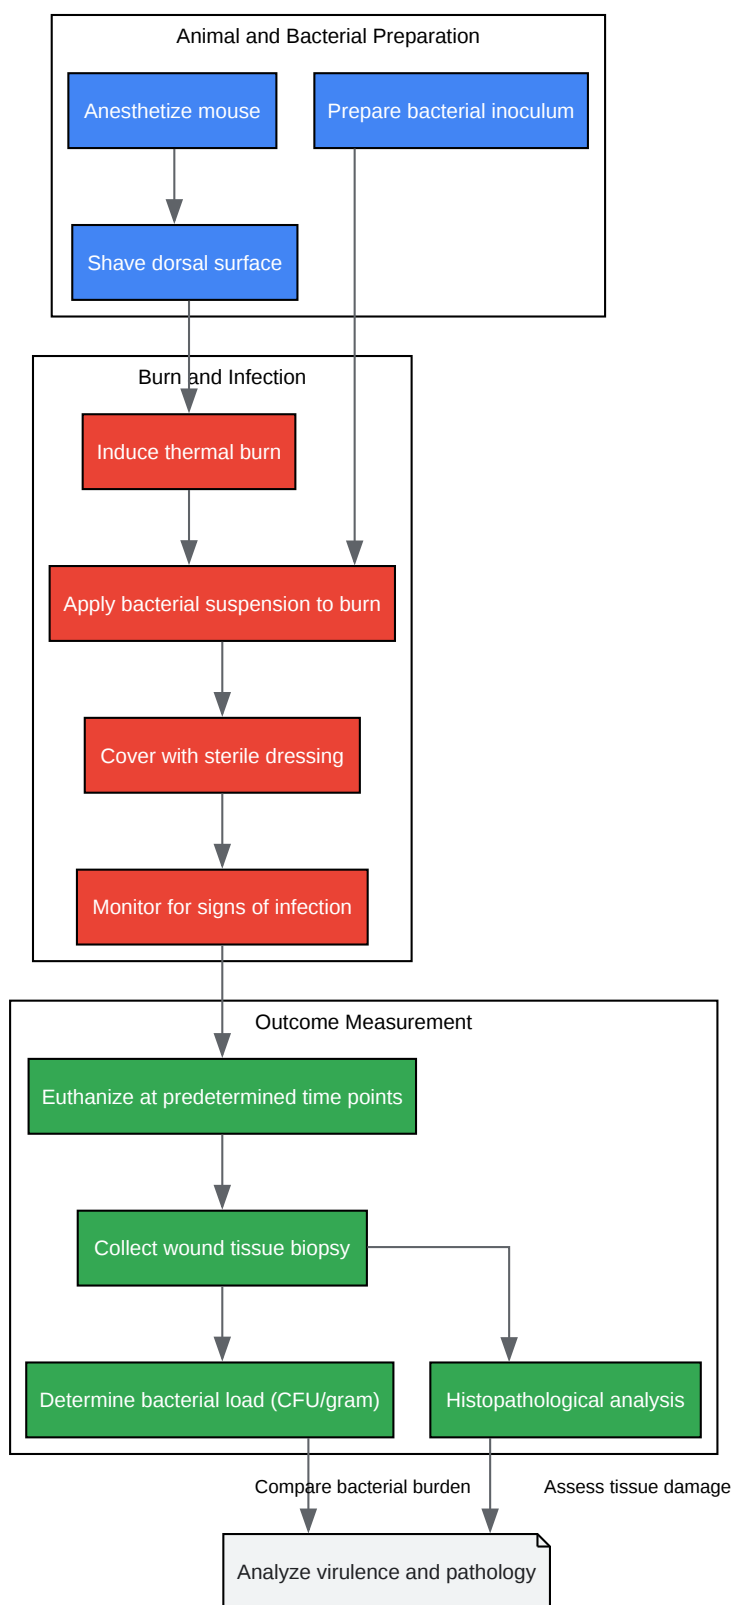 Animal and Bacterial Preparation
Anesthetize mouse
Prepare bacterial inoculum
Shave dorsal surface
Burn and Infection
Induce thermal burn
Apply bacterial suspension to burn
Cover with sterile dressing
Monitor for signs of infection
Outcome Measurement
Euthanize at predetermined time points
Collect wound tissue biopsy
Determine bacterial load (CFU/gram)
Histopathological analysis
Compare bacterial burden
Assess tissue damage
Analyze virulence and pathology